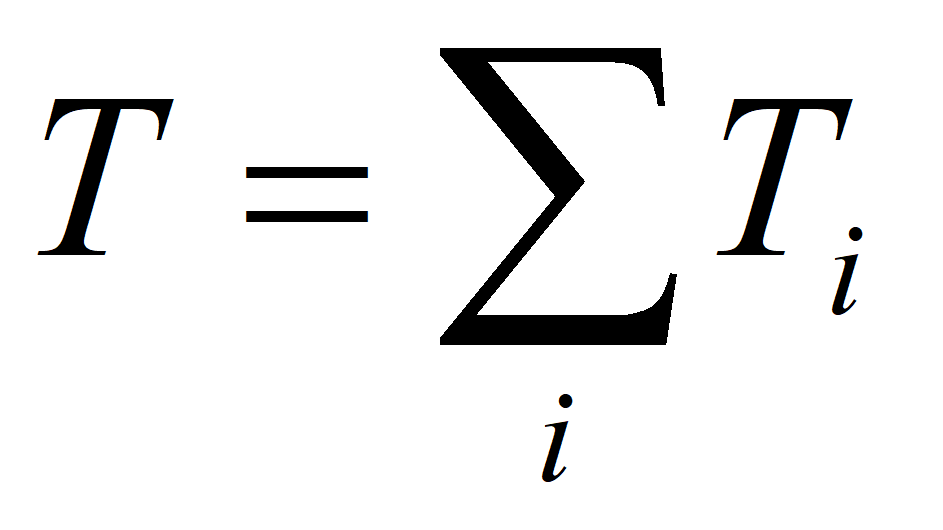 T = ∑ T_i
i